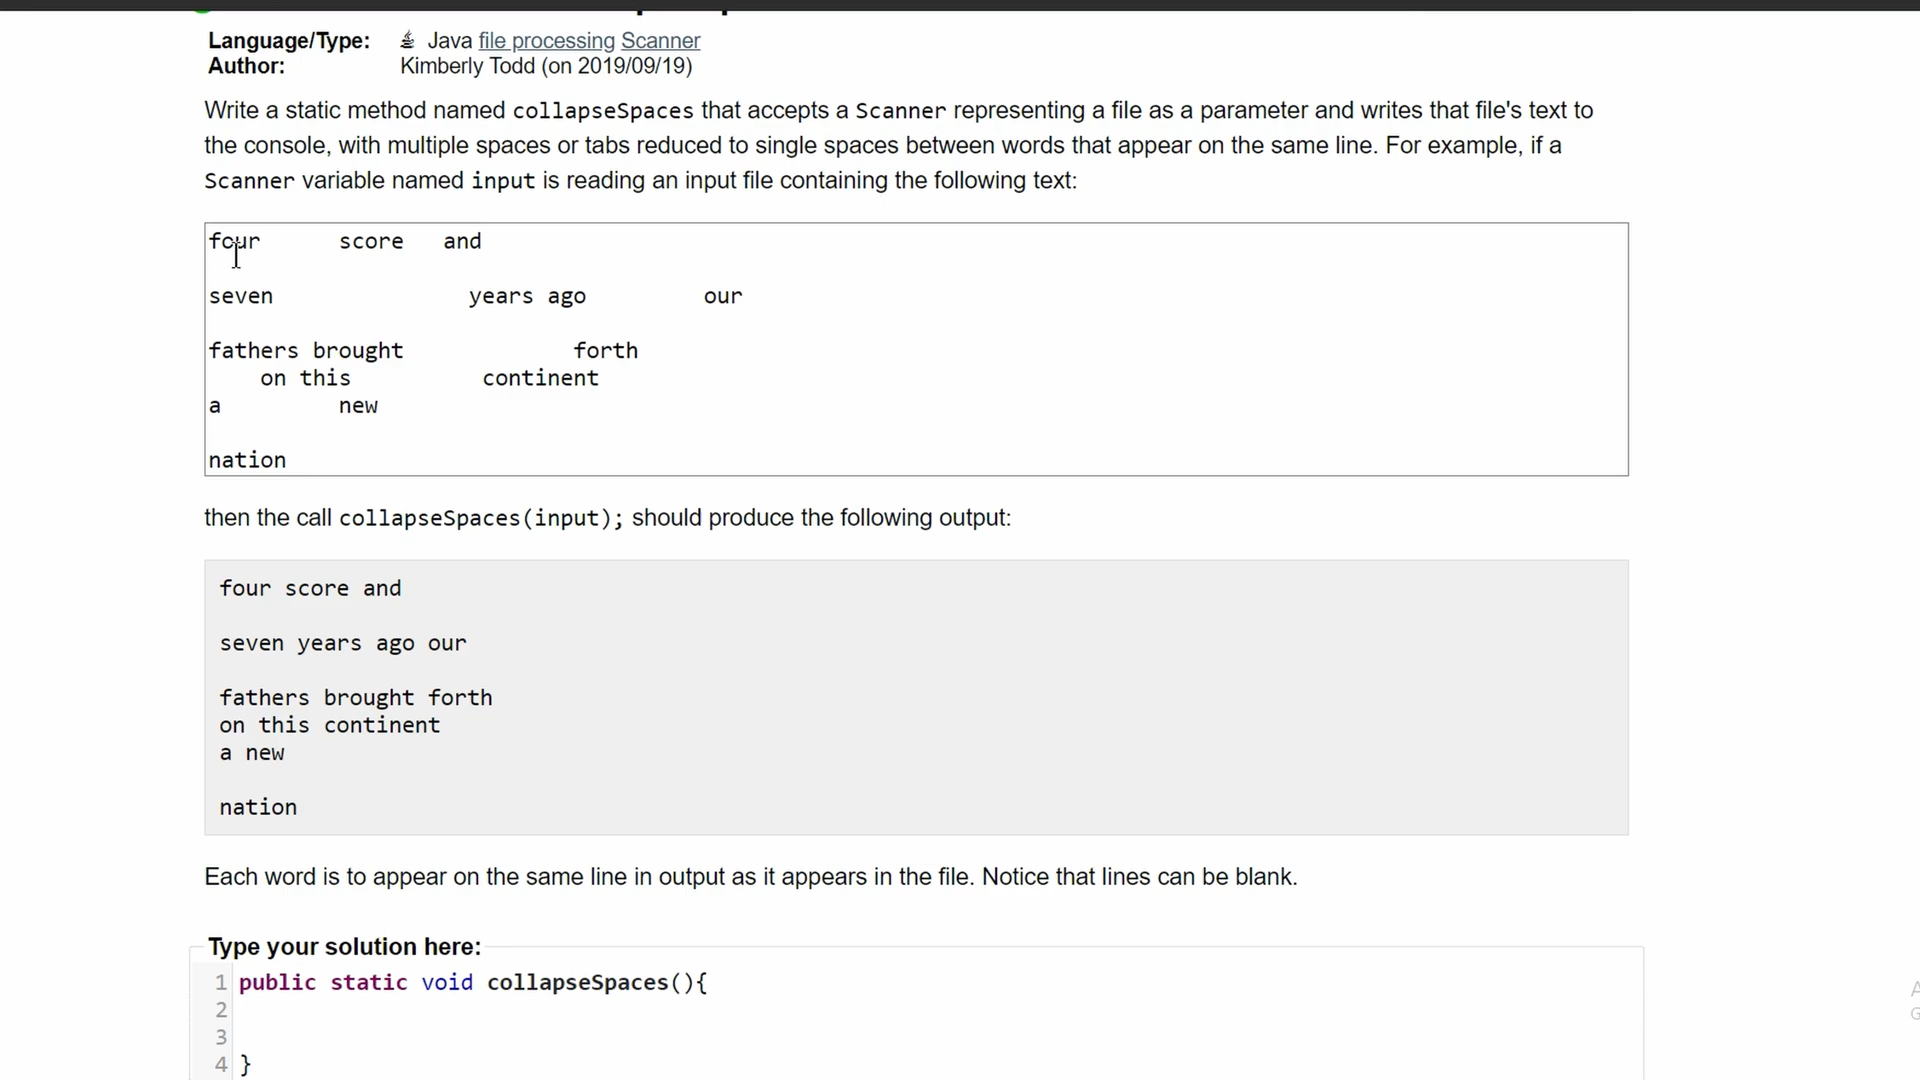 Language/Type: Java file processing Scanner
Author: Kimberly Todd (on 2019/09/19)
Write a static method named collapseSpaces that accepts a Scanner representing a file as a parameter and writes that file's text to
the console, with multiple spaces or tabs reduced to single spaces between words that appear on the same line. For example, if a
Scanner variable named input is reading an input file containing the following text:
four      score   and
seven               years ago         our
fathers brought             forth
    on this          continent
a         new
nation
then the call collapseSpaces(input); should produce the following output:
four score and
seven years ago our
fathers brought forth
on this continent
a new
nation
Each word is to appear on the same line in output as it appears in the file. Notice that lines can be blank.
Type your solution here:
1 public static void collapseSpaces(){
2
3
4 }